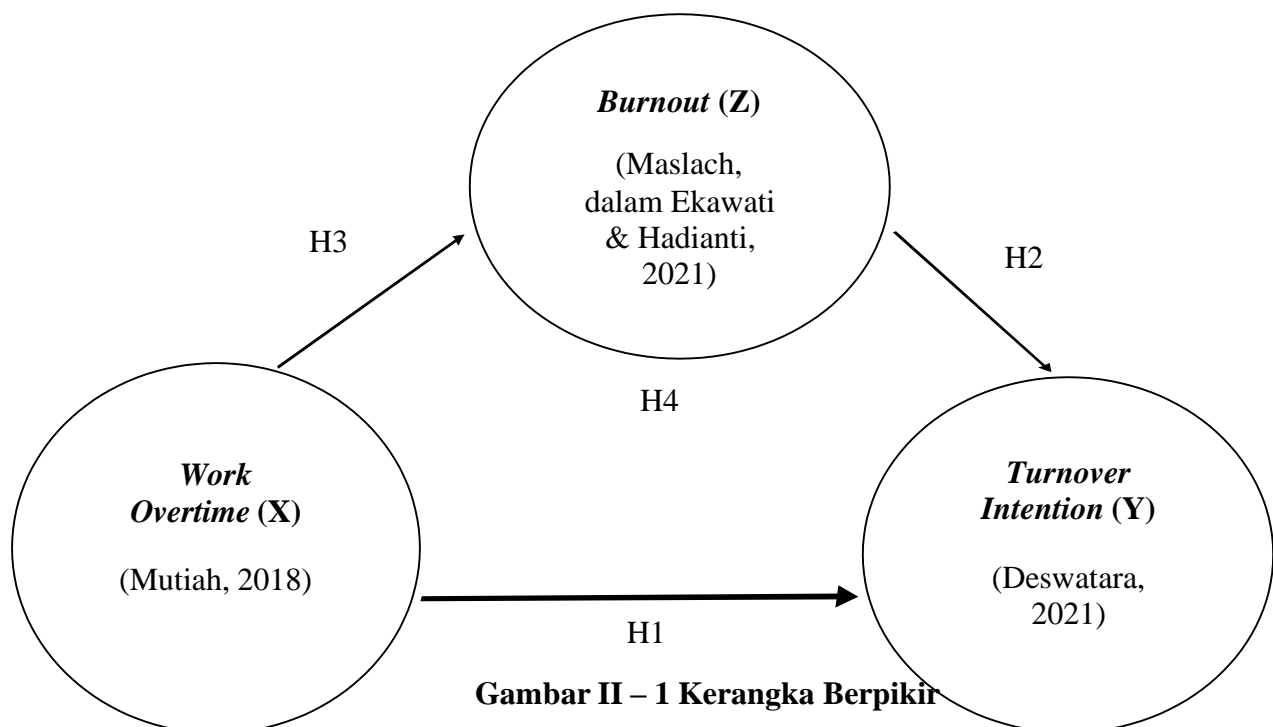 Burnout (Z)
(Maslach,
dalam Ekawati
& Hadianti,
2021)
H3
H2
H4
Work
Overtime (X)
(Mutiah, 2018)
Turnover
Intention (Y)
(Deswatara,
2021)
H1
Gambar II – 1 Kerangka Berpikir